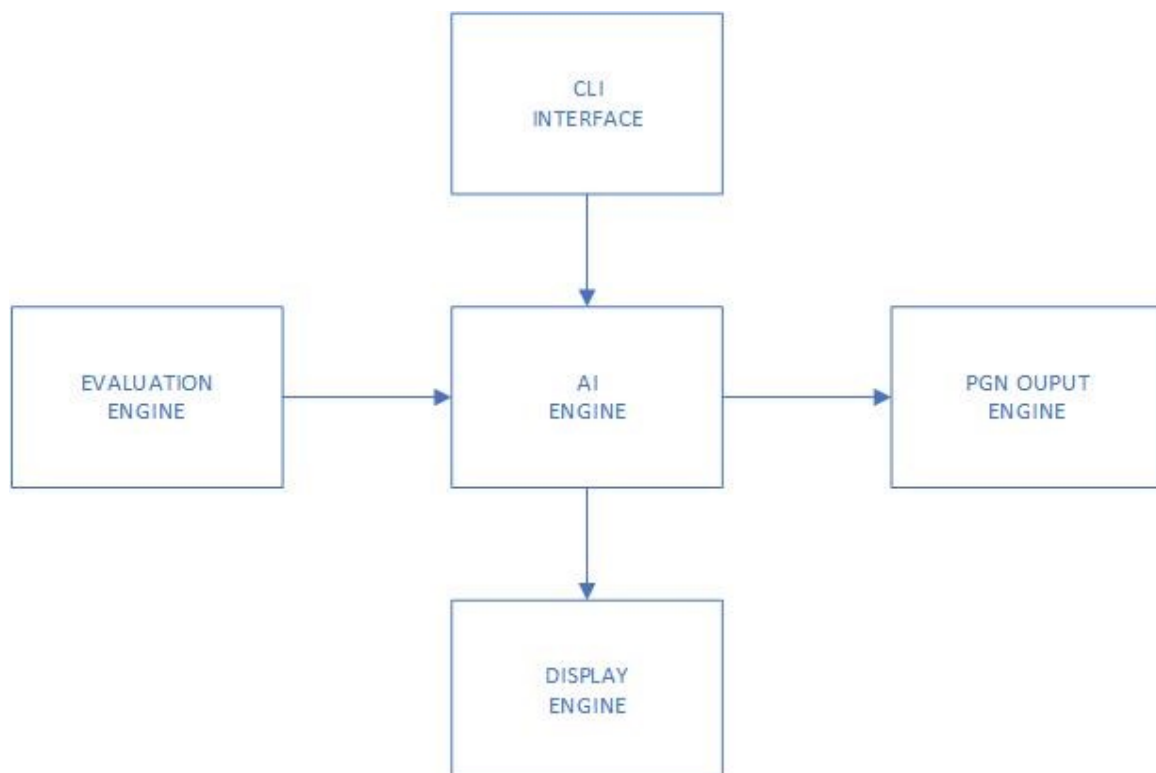 CLI
INTERFACE
EVALUATION
ENGINE
AI
ENGINE
PGN OUPUT
ENGINE
DISPLAY
ENGINE